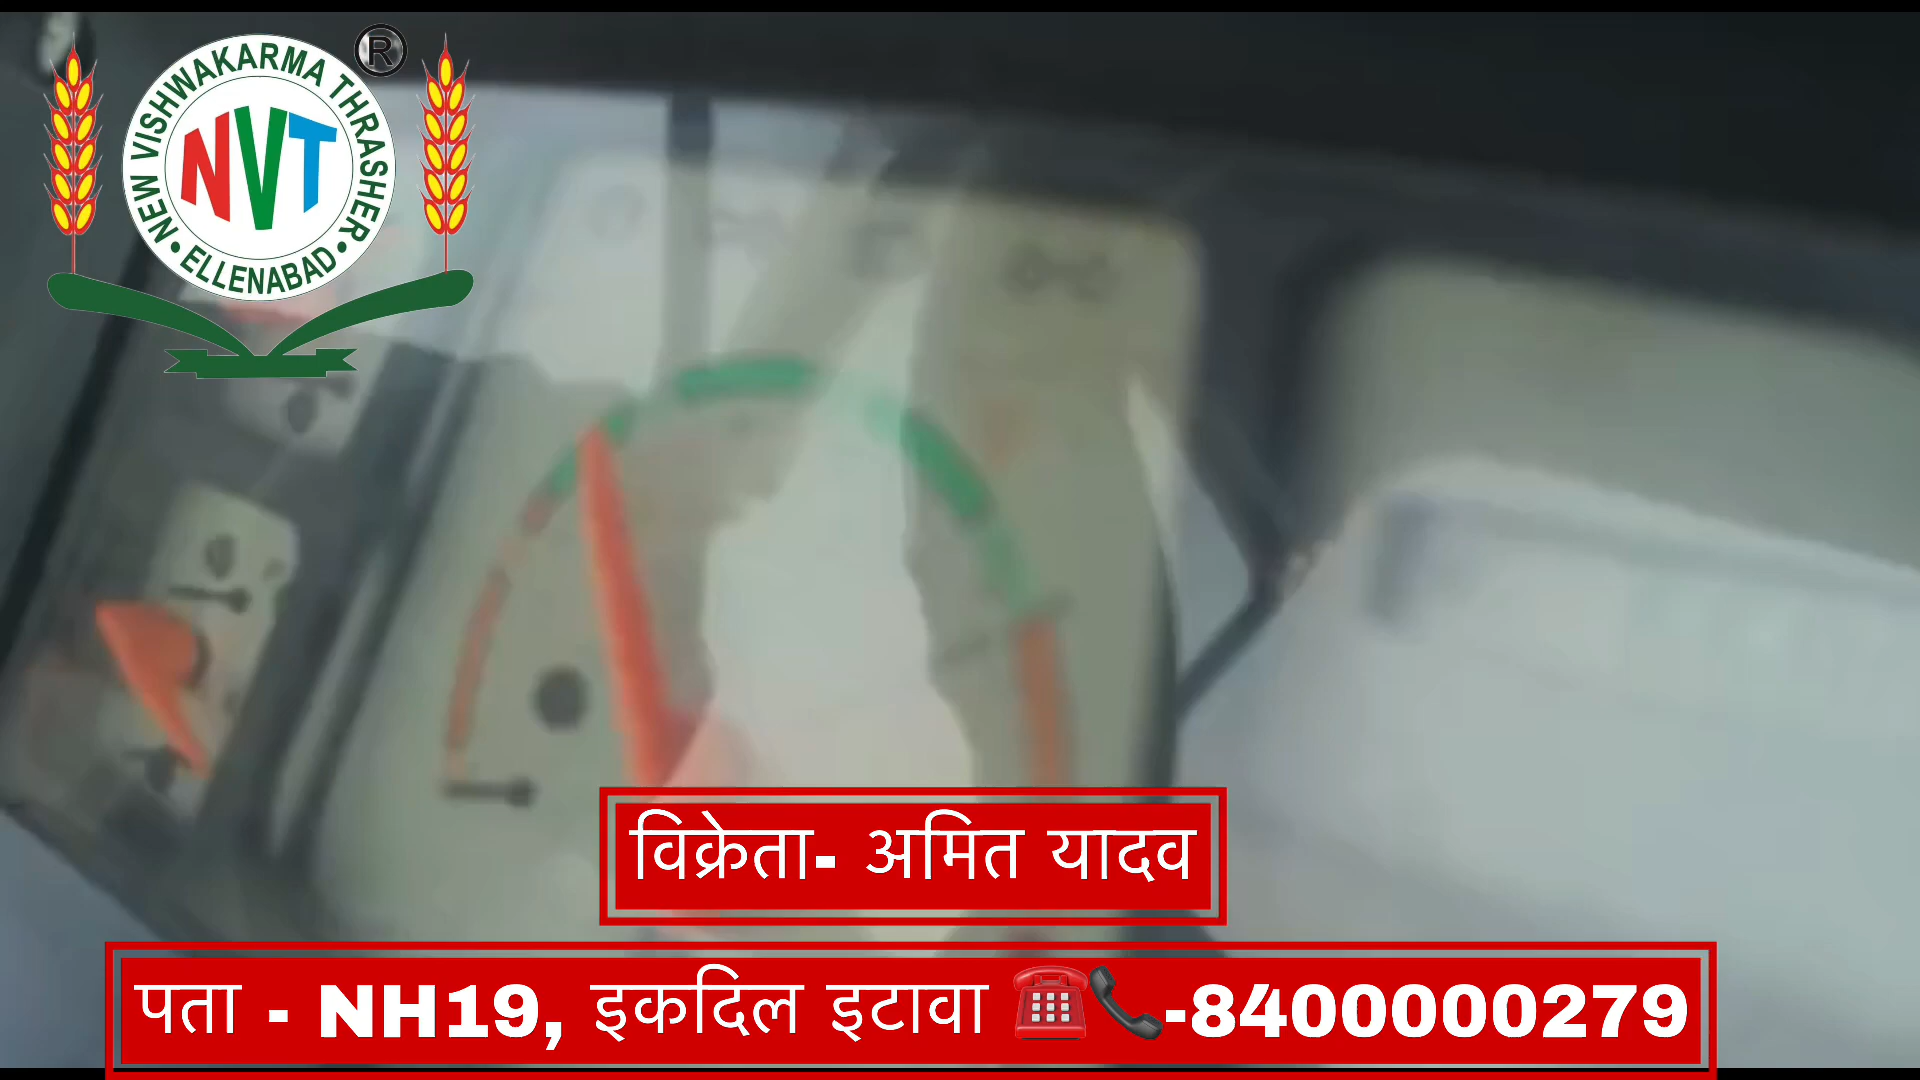 ®
NEW VISHWAKARMA THRASHER
NVT
• ELLENABAD •
विक्रेता- अमित यादव
पता - NH19, इकदिल इटावा ☎️📞-8400000279